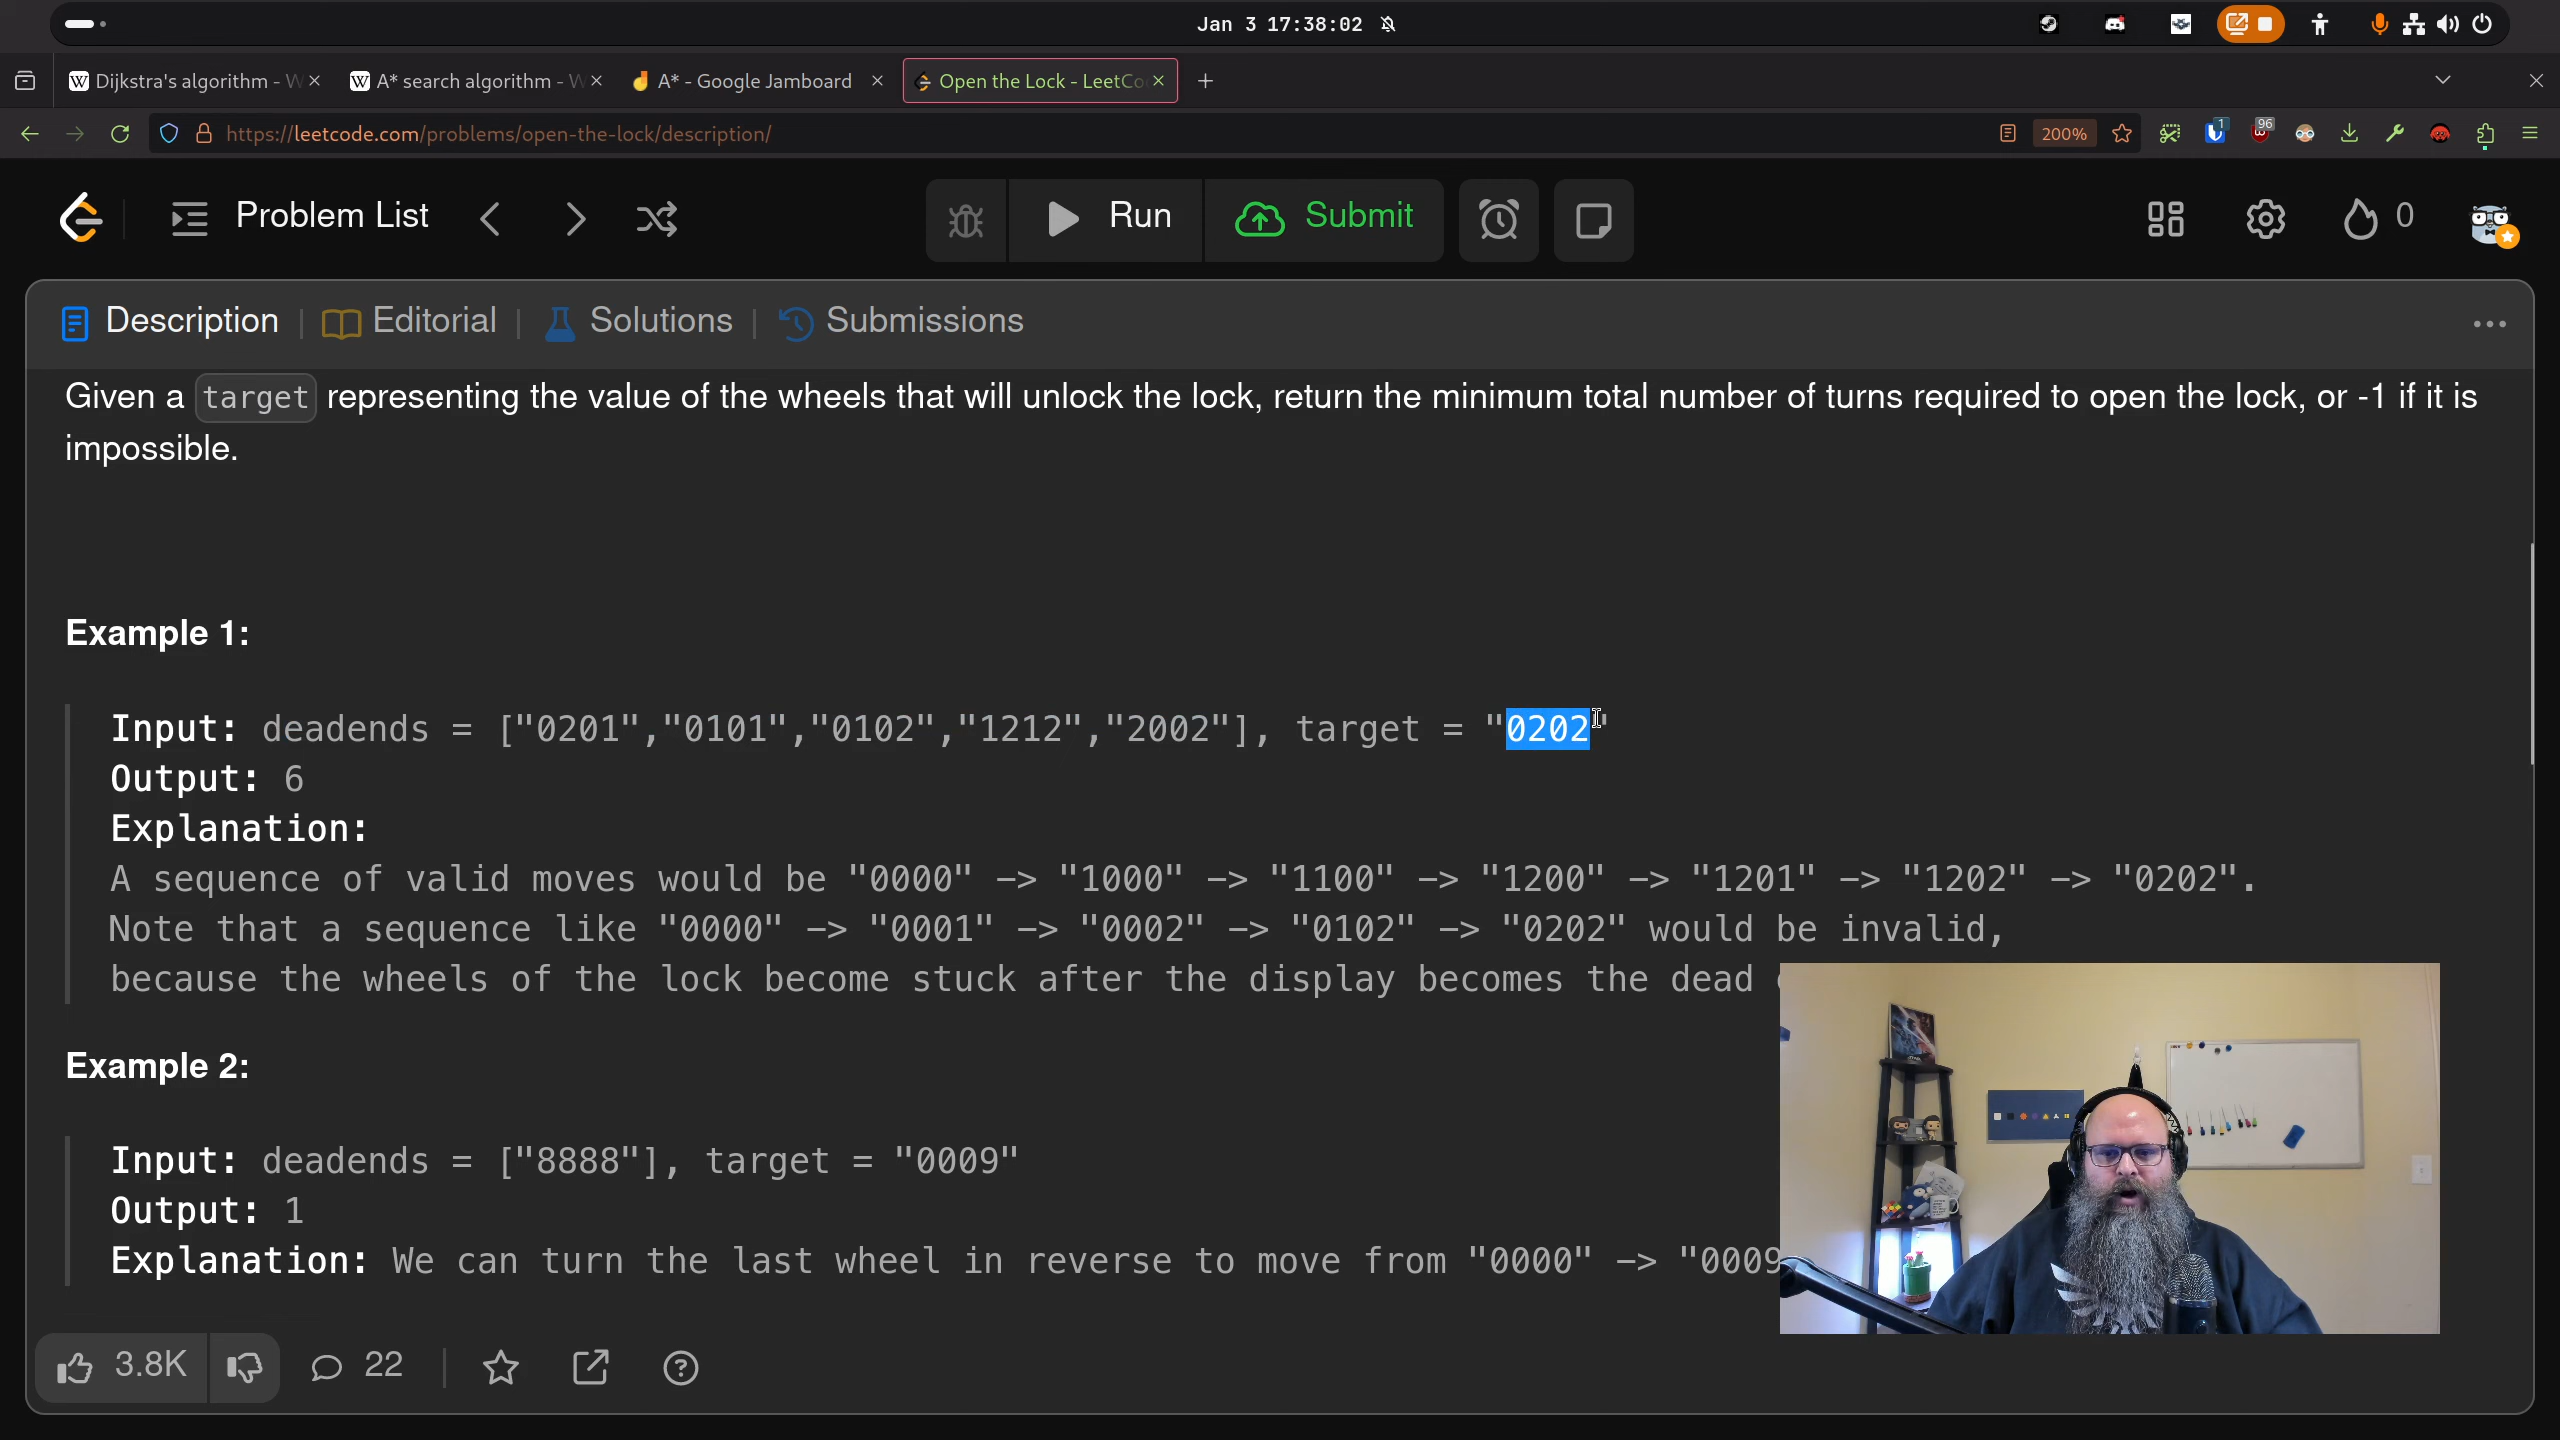 Jan 3 17:38:02
Dijkstra's algorithm - W
A* search algorithm - W
A* - Google Jamboard
Open the Lock - LeetCo
https://leetcode.com/problems/open-the-lock/description/
200%
1
96
Problem List
Run
Submit
0
Description
Editorial
Solutions
Submissions
Given a target representing the value of the wheels that will unlock the lock, return the minimum total number of turns required to open the lock, or -1 if it is
impossible.
Example 1:
Input: deadends = ["0201","0101","0102","1212","2002"], target = "0202"
Output: 6
Explanation:
A sequence of valid moves would be "0000" -> "1000" -> "1100" -> "1200" -> "1201" -> "1202" -> "0202".
Note that a sequence like "0000" -> "0001" -> "0002" -> "0102" -> "0202" would be invalid,
because the wheels of the lock become stuck after the display becomes the dead
Example 2:
Input: deadends = ["8888"], target = "0009"
Output: 1
Explanation: We can turn the last wheel in reverse to move from "0000" -> "0009
3.8K
22